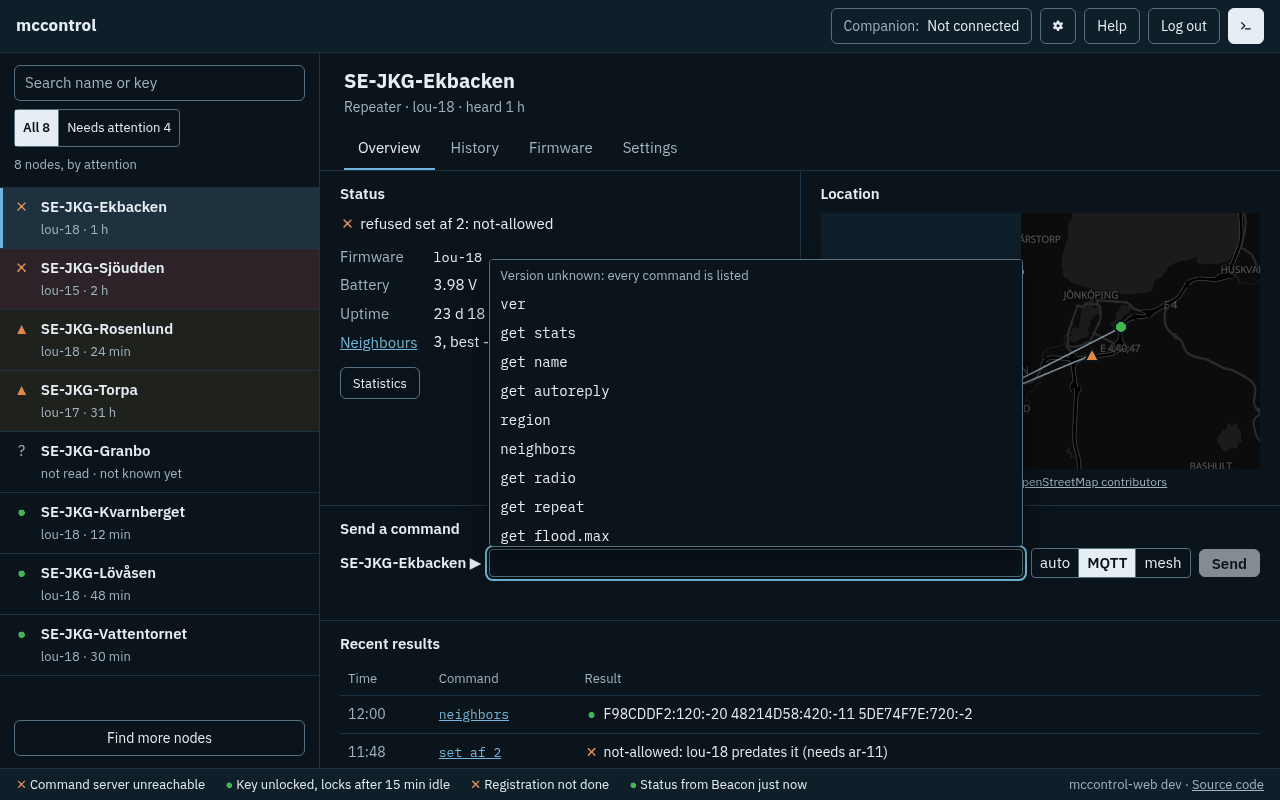 mccontrol
Companion: Not connected
Help
Log out
Search name or key
All 8
Needs attention 4
8 nodes, by attention
SE-JKG-Ekbacken
lou-18 · 1 h
SE-JKG-Sjöudden
lou-15 · 2 h
SE-JKG-Rosenlund
lou-18 · 24 min
SE-JKG-Torpa
lou-17 · 31 h
? SE-JKG-Granbo
not read · not known yet
SE-JKG-Kvarnberget
lou-18 · 12 min
SE-JKG-Lövåsen
lou-18 · 48 min
SE-JKG-Vattentornet
lou-18 · 30 min
Find more nodes
SE-JKG-Ekbacken
Repeater · lou-18 · heard 1 h
Overview
History
Firmware
Settings
Status
✕ refused set af 2: not-allowed
Firmware lou-18
Battery 3.98 V
Uptime 23 d 18
Neighbours 3, best -
Statistics
Location
ÄRSTORP
HUSKVA
JÖNKÖPING
E 4
E 4;40;47
N
D
BASHULT
penStreetMap contributors
Version unknown: every command is listed
ver
get stats
get name
get autoreply
region
neighbors
get radio
get repeat
get flood.max
Send a command
SE-JKG-Ekbacken ▶
auto
MQTT
mesh
Send
Recent results
Time Command Result
12:00 neighbors ● F98CDDF2:120:-20 48214D58:420:-11 5DE74F7E:720:-2
11:48 set af 2 ✕ not-allowed: lou-18 predates it (needs ar-11)
✕ Command server unreachable
● Key unlocked, locks after 15 min idle
✕ Registration not done
● Status from Beacon just now
mccontrol-web dev · Source code